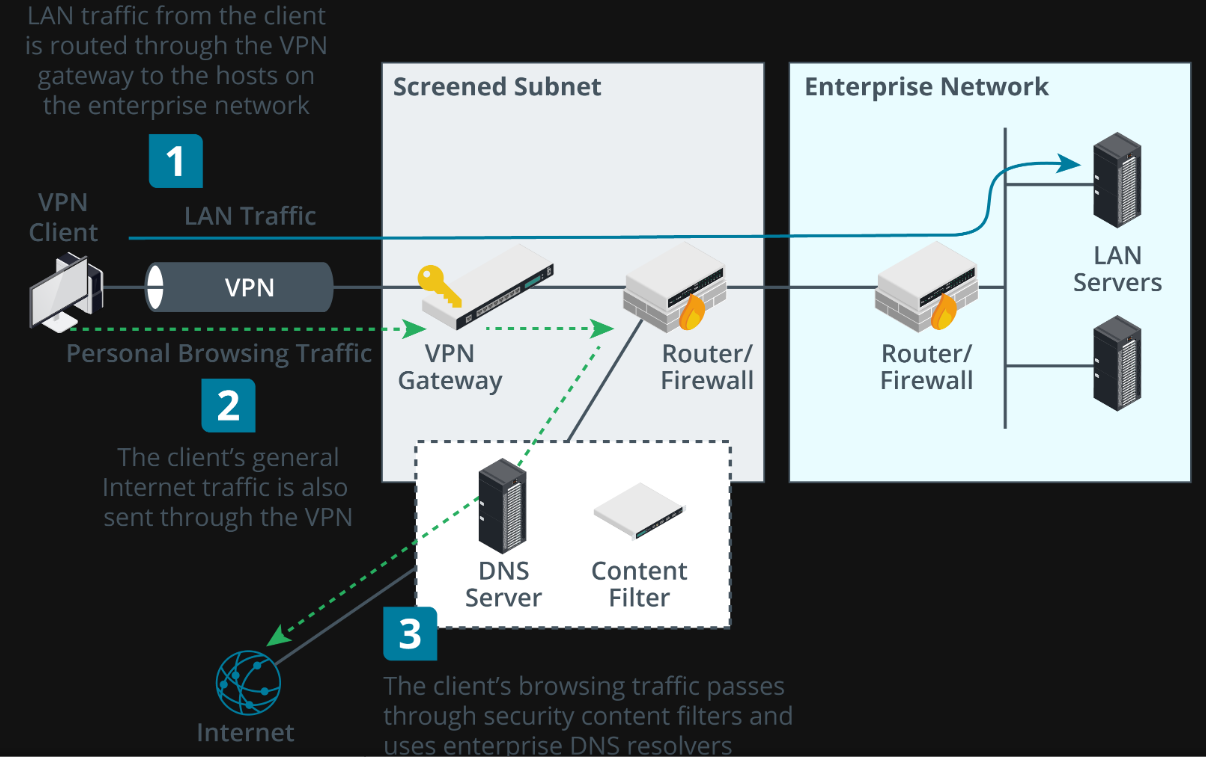 LAN traffic from the client
is routed through the VPN
gateway to the hosts on
the enterprise network
1
Screened Subnet
Enterprise Network
VPN
Client
LAN Traffic
VPN
LAN
Servers
Personal Browsing Traffic
VPN
Gateway
Router/
Firewall
Router/
Firewall
2
The client’s general
Internet traffic is also
sent through the VPN
DNS
Server
Content
Filter
3
The client’s browsing traffic passes
through security content filters and
uses enterprise DNS resolvers
Internet